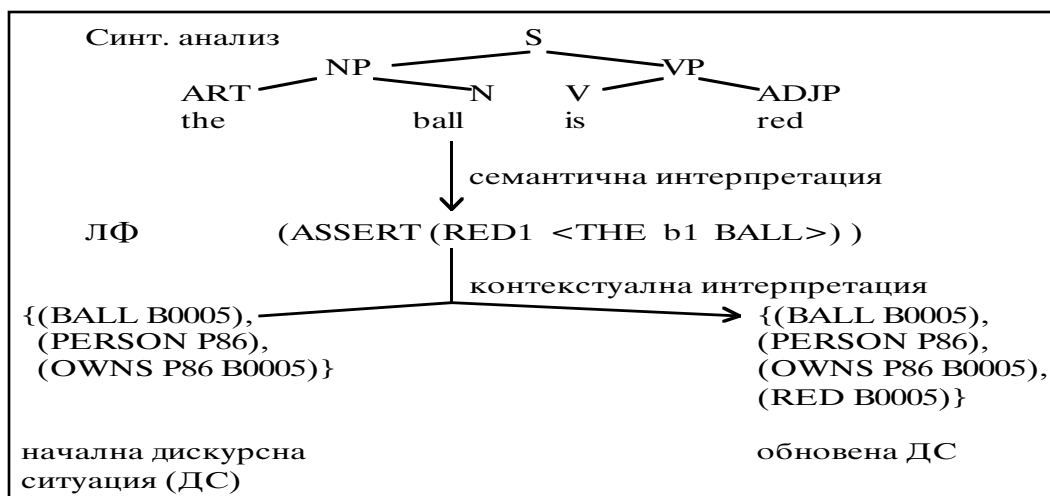 Синт. анализ S
NP VP
ART N V ADJP
the ball is red
семантична интерпретация
ЛФ (ASSERT (RED1 <THE b1 BALL>) )
контекстуална интерпретация
{(BALL B0005), {(BALL B0005),
(PERSON P86), (PERSON P86),
(OWNS P86 B0005)} (OWNS P86 B0005),
(RED B0005)}
начална дискурсна обновена ДС
ситуация (ДС)